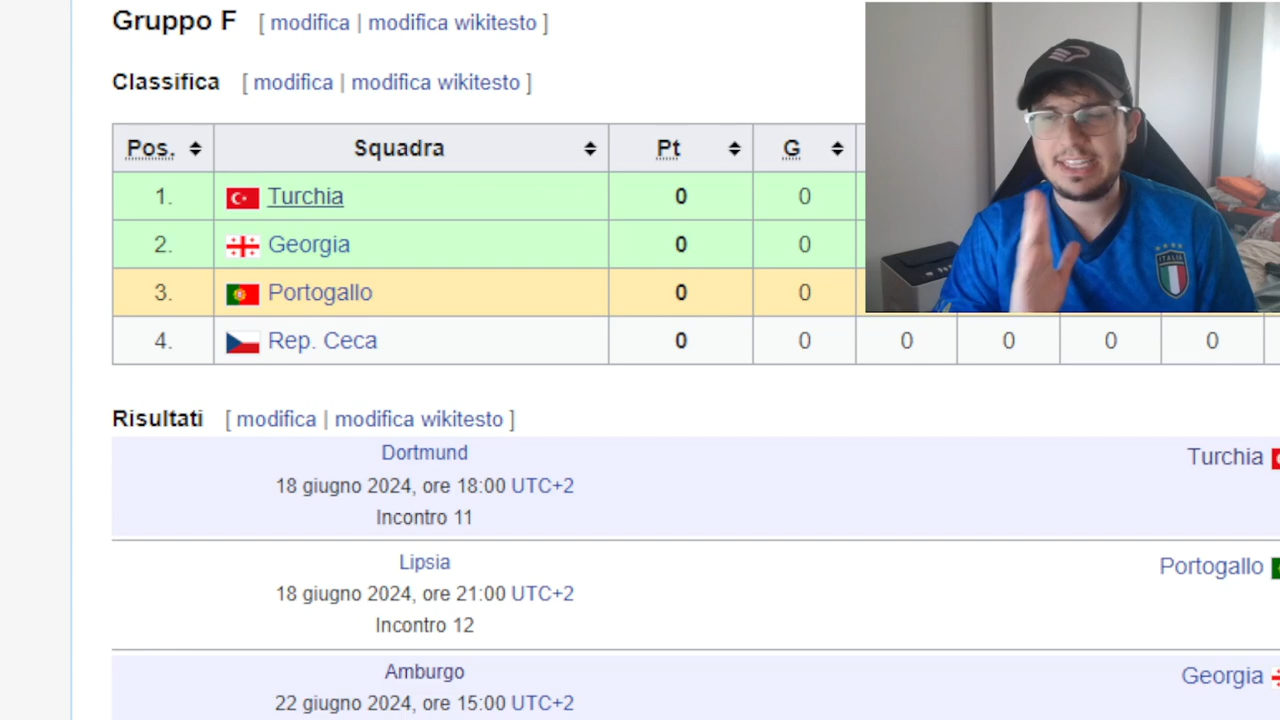 Gruppo F [ modifica | modifica wikitesto ]
Classifica [ modifica | modifica wikitesto ]
Pos. Squadra Pt G
1. Turchia 0 0
2. Georgia 0 0
3. Portogallo 0 0
4. Rep. Ceca 0 0 0 0 0 0
ITALIA
Risultati [ modifica | modifica wikitesto ]
Dortmund
18 giugno 2024, ore 18:00 UTC+2
Incontro 11
Turchia
Lipsia
18 giugno 2024, ore 21:00 UTC+2
Incontro 12
Portogallo
Amburgo
22 giugno 2024, ore 15:00 UTC+2
Georgia